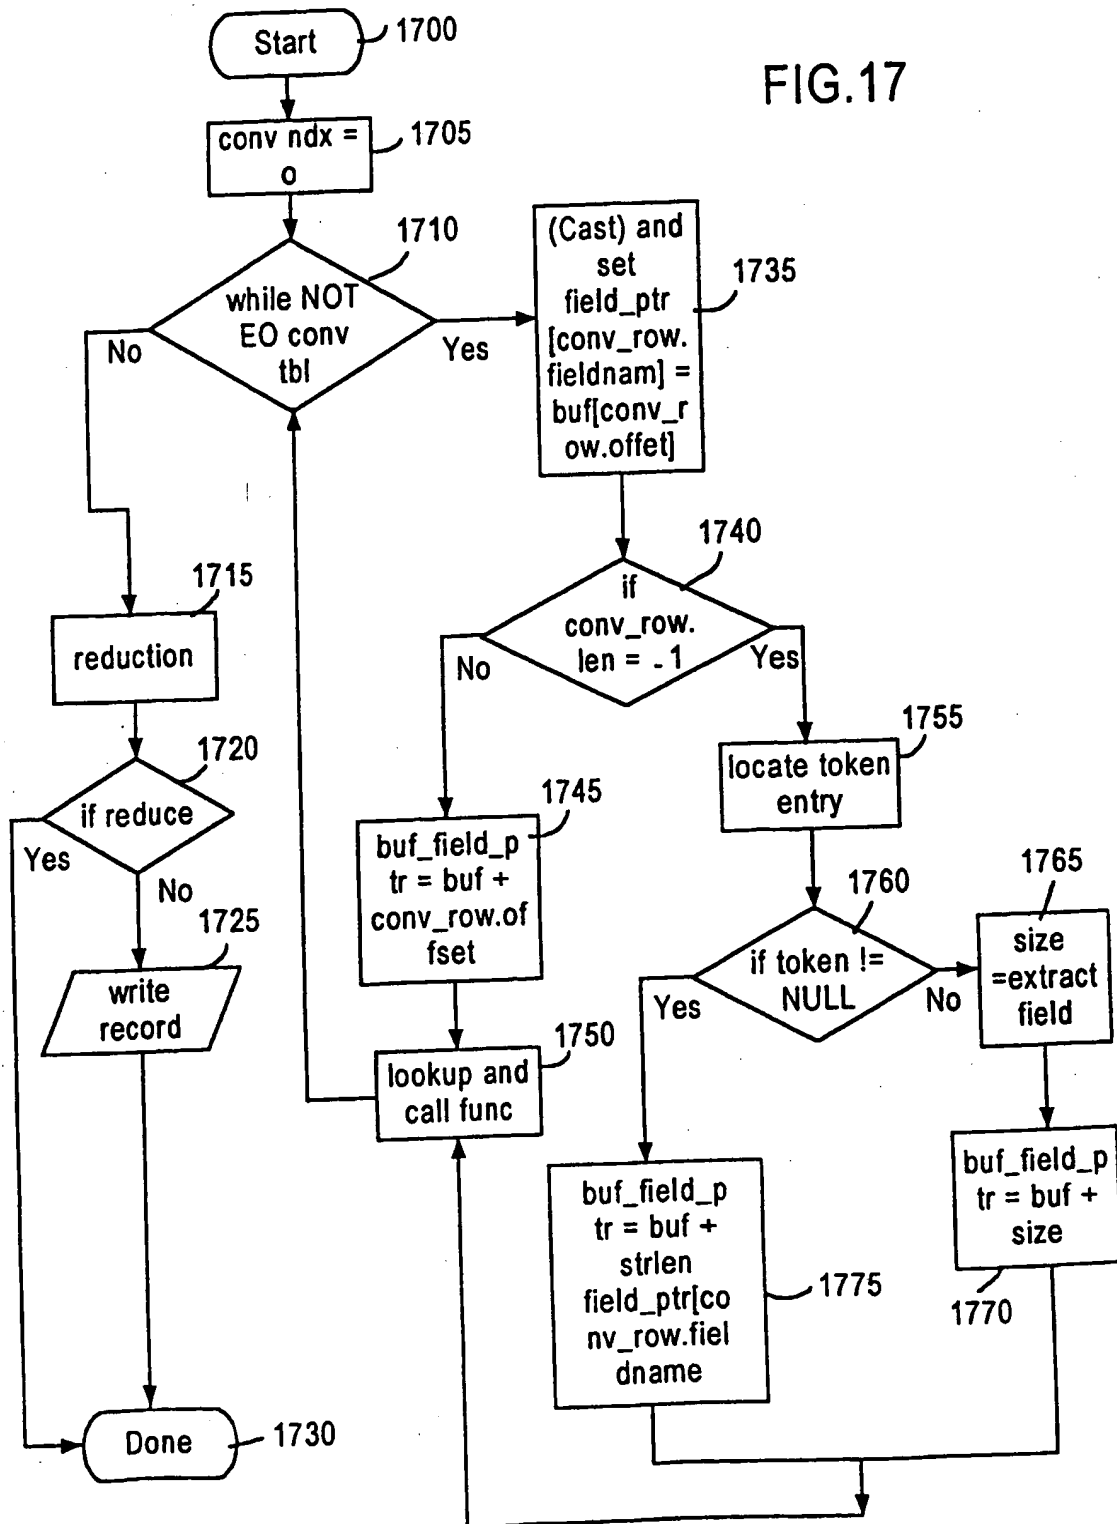 Start
1700
FIG.17
conv ndx =
o
1705
while NOT
EO conv
tbl
1710
No
Yes
(Cast) and
set
field_ptr
[conv_row.
fieldnam] =
buf[conv_r
ow.offet]
1735
if
conv_row.
len = -1
1740
No
Yes
reduction
1715
if reduce
1720
Yes
No
write
record
1725
Done
1730
buf_field_p
tr = buf +
conv_row.of
fset
1745
lookup and
call func
1750
locate token
entry
1755
if token !=
NULL
1760
Yes
No
size
=extract
field
1765
buf_field_p
tr = buf +
size
1770
buf_field_p
tr = buf +
strlen
field_ptr[co
nv_row.fiel
dname
1775